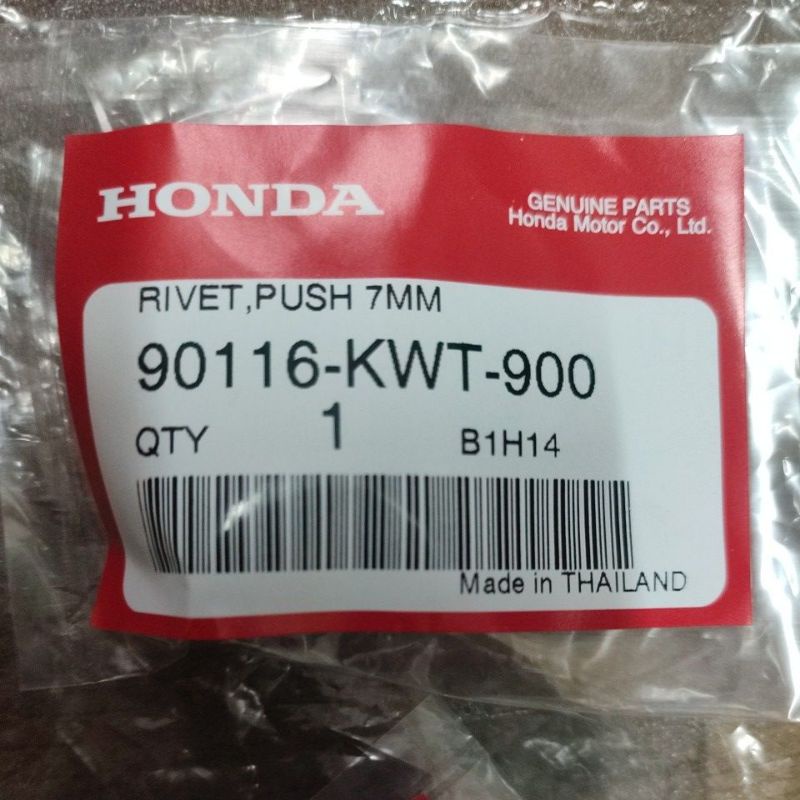 HONDA
GENUINE PARTS
Honda Motor Co., Ltd.
RIVET,PUSH 7MM
90116-KWT-900
QTY 1 B1H14
Made in THAILAND